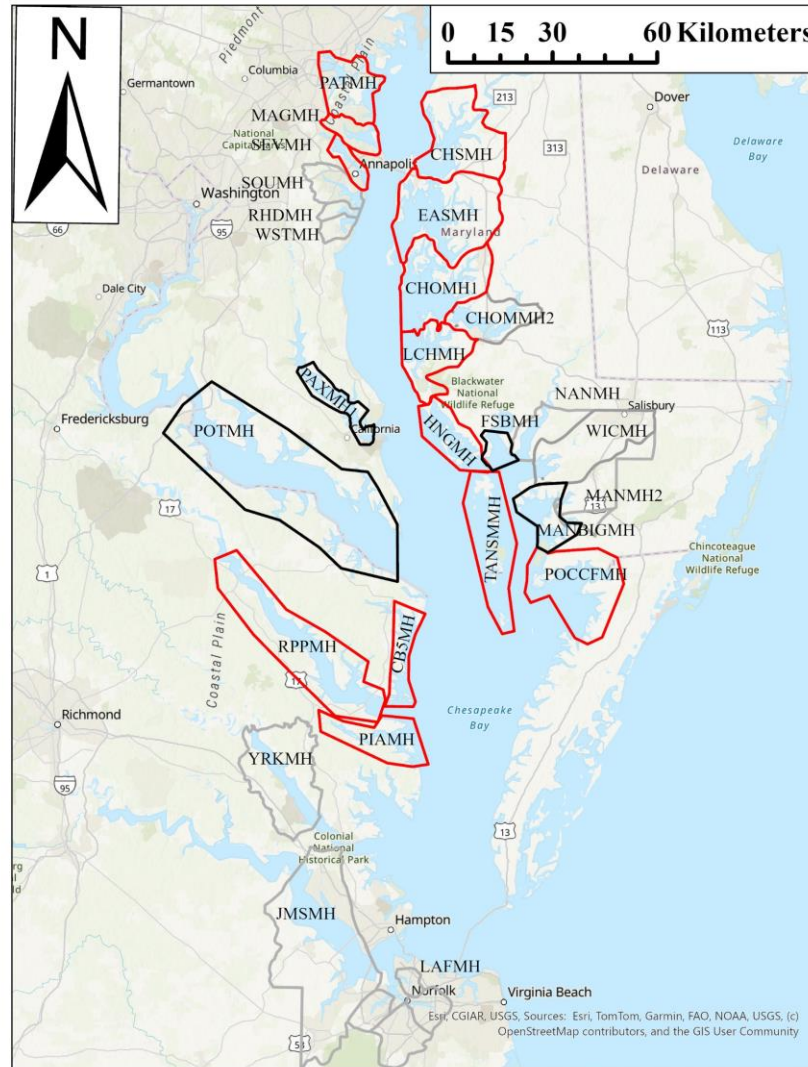 N
0 15 30 60 Kilometers
Piedmont
Coastal Plain
Germantown
Columbia
PATMH
MAGMH
SEVMH
Annapolis
SOUMH
Washington
RHDMH
WSTMH
66
95
213
313
Dover
Delaware
Bay
Delaware
CHSMH
EASMH
Maryland
CHOMH1
CHOMMH2
113
Dale City
LCHMH
Blackwater
National
Wildlife Refuge
PAXMH1
California
HNGMH
FSBMH
NANMH
Salisbury
WICMH
Fredericksburg
POTMH
MANMH2
13
MANBIGMH
17
TANSMMH
POCCFMH
Chincoteague
National
Wildlife Refuge
1
Coastal Plain
RPPMH
17
CB5MH
Richmond
Chesapeake
Bay
PIAMH
YRKMH
95
13
Colonial
National
Historical Park
JMSMH
Hampton
LAFMH
Norfolk
Virginia Beach
Esri, CGIAR, USGS, Sources: Esri, TomTom, Garmin, FAO, NOAA, USGS, (c)
OpenStreetMap contributors, and the GIS User Community